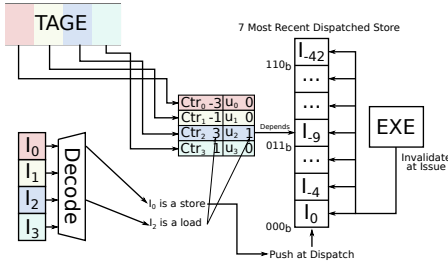 TAGE
7 Most Recent Dispatched Store
I-42
110b
...
...
Ctr0 -3 u0 0
Ctr1 -1 u1 0
Ctr2 3 u2 1
Ctr3 1 u3 0
Depends
I-9
011b
...
I-4
I0
000b
EXE
Invalidate
at Issue
I0
I1
I2
I3
Decode
I0 is a store
I2 is a load
Push at Dispatch